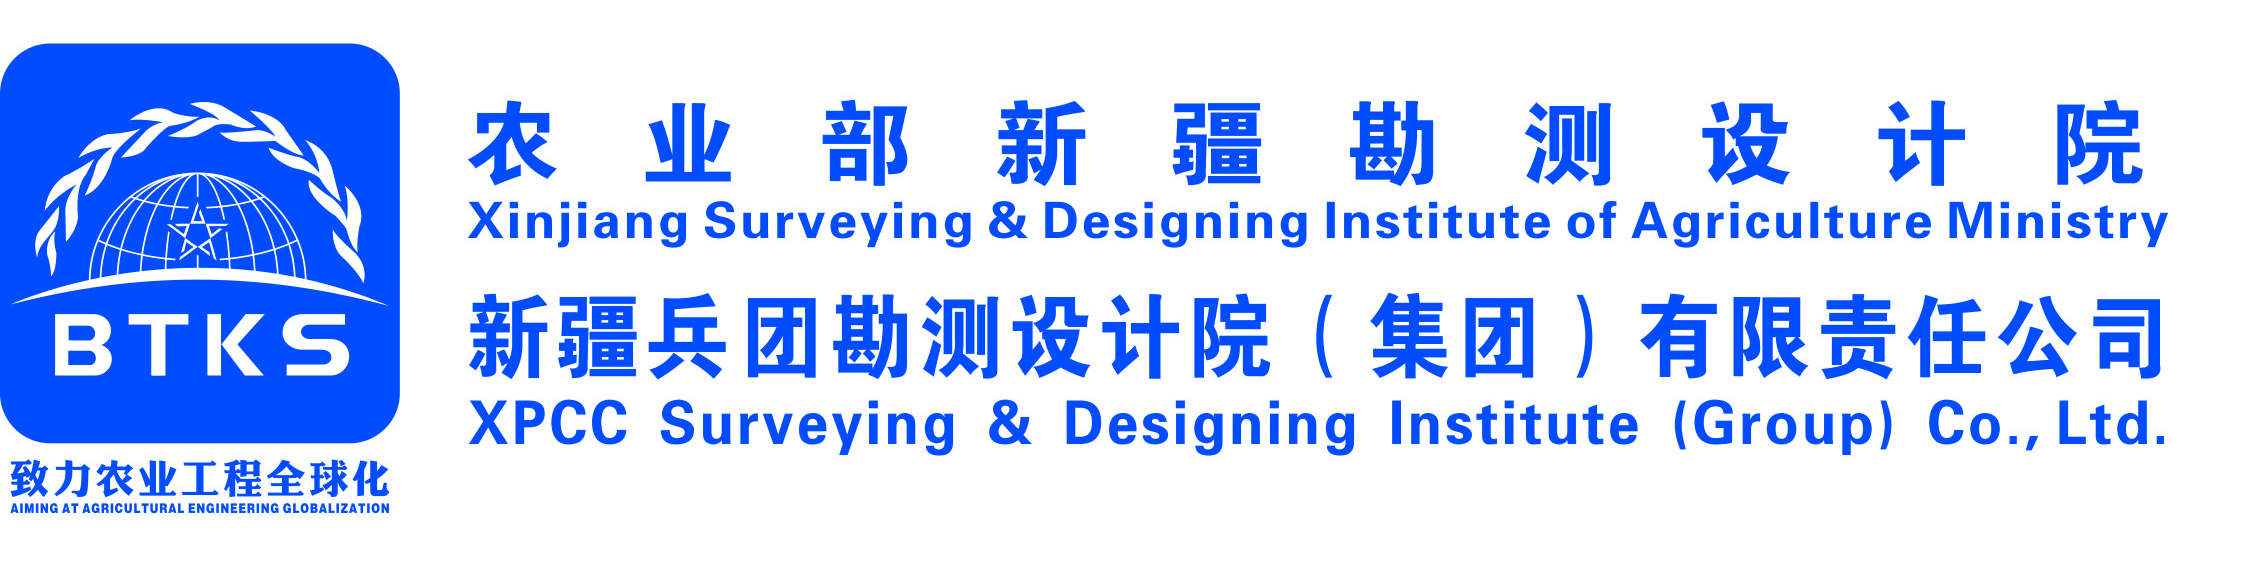 农业部新疆勘测设计院
Xinjiang Surveying & Designing Institute of Agriculture Ministry
新疆兵团勘测设计院(集团)有限责任公司
XPCC Surveying & Designing Institute (Group) Co., Ltd.
BTKS
致力农业工程全球化
AIMING AT AGRICULTURAL ENGINEERING GLOBALIZATION